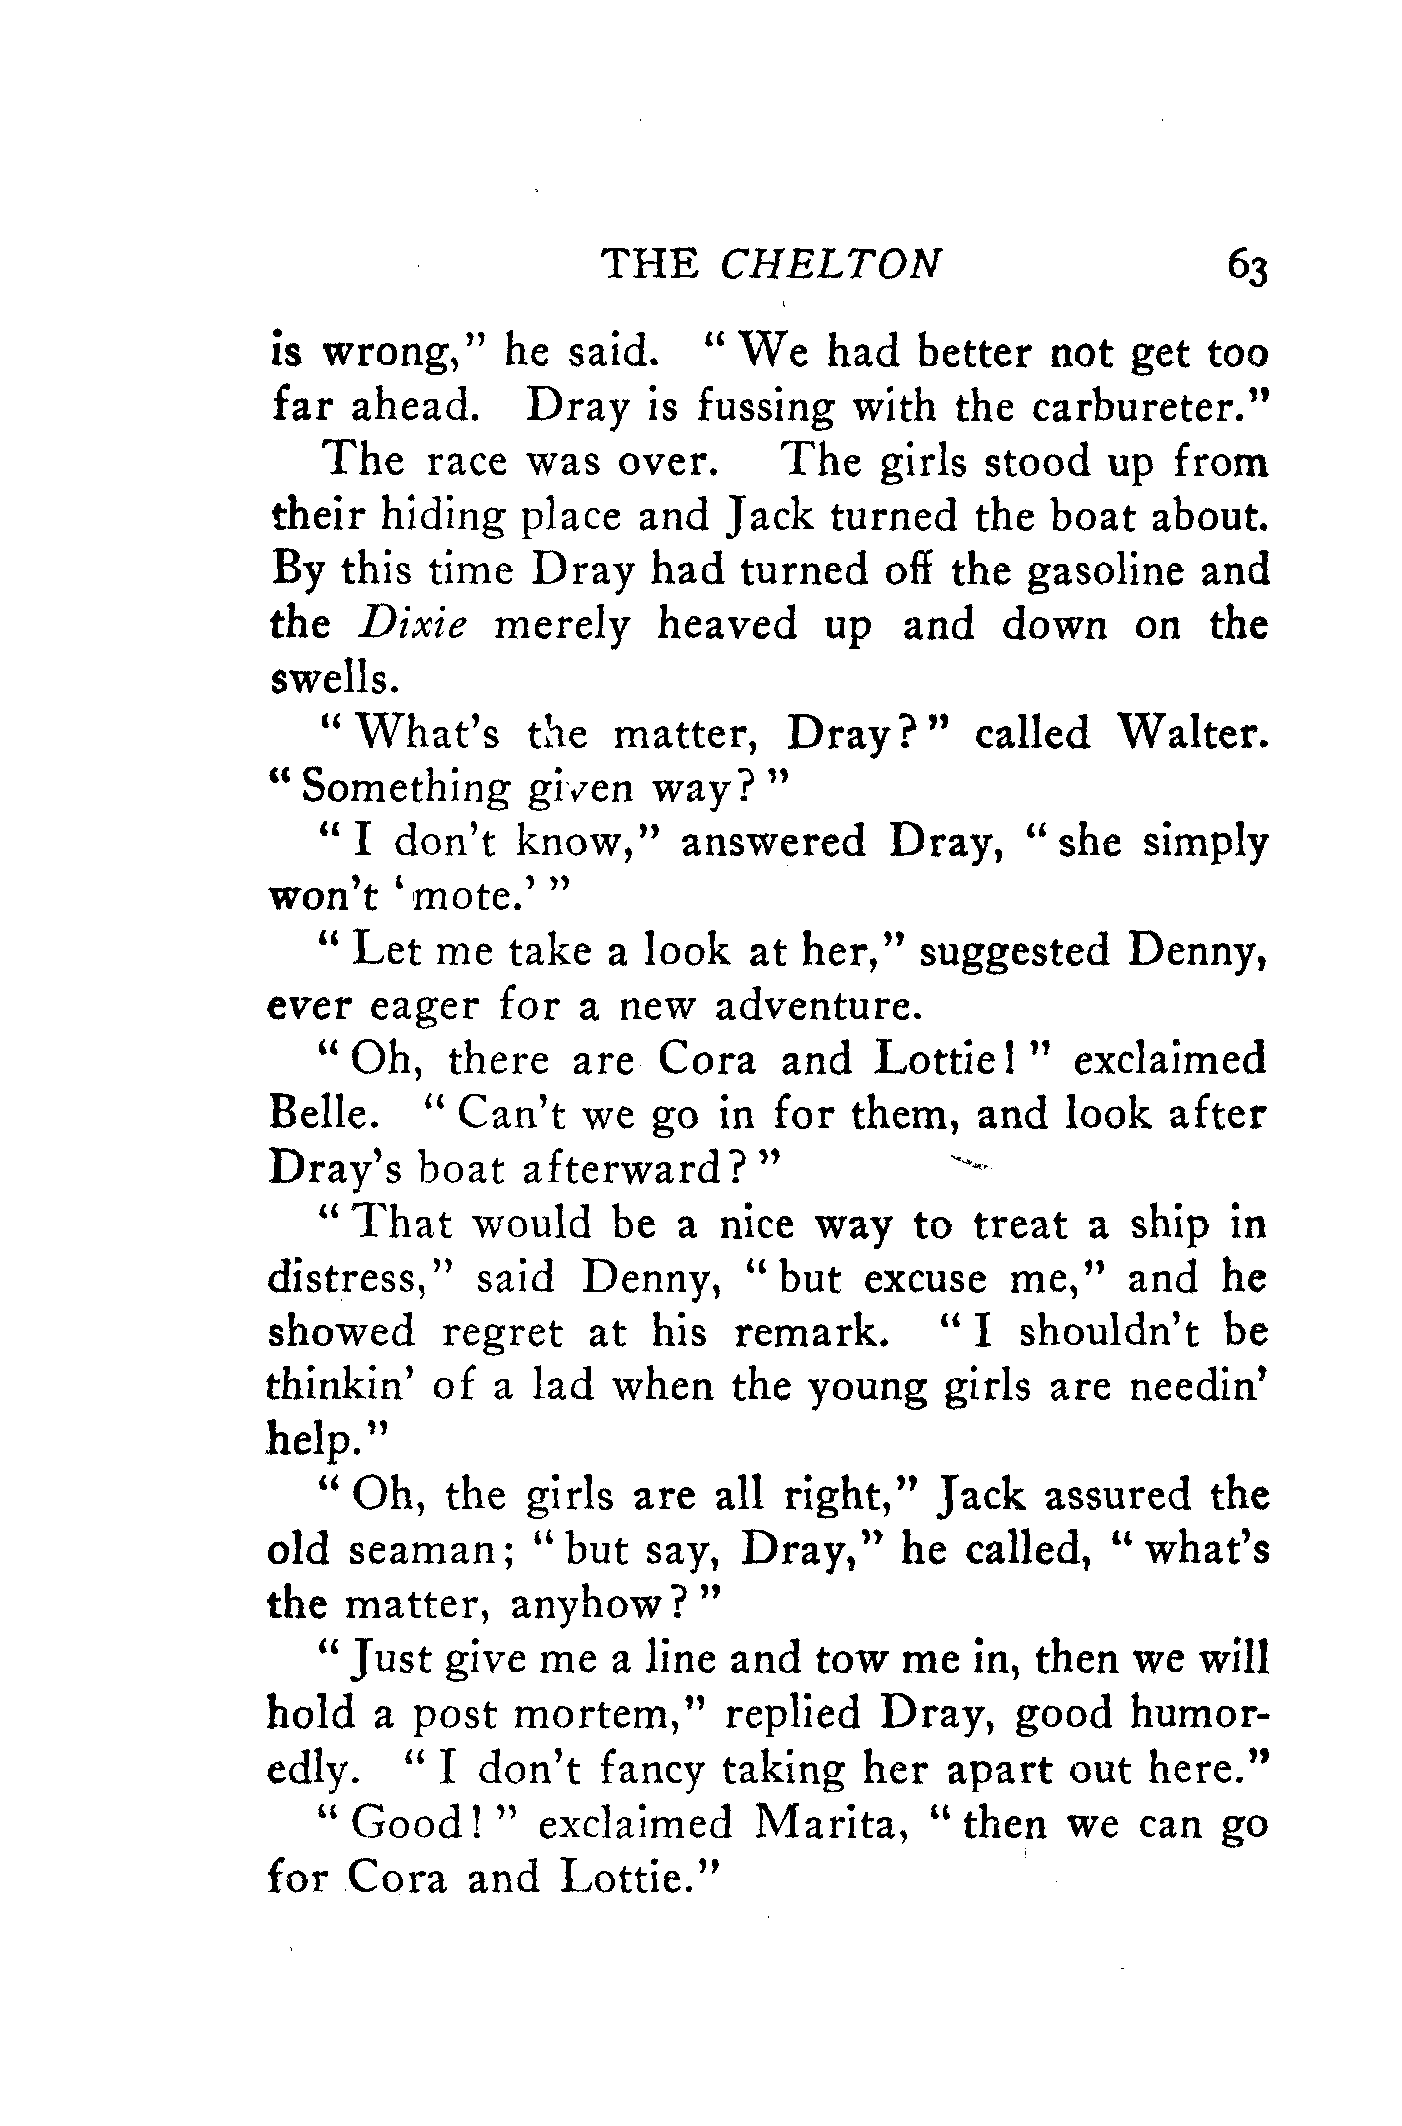 THE CHELTON 63
is wrong," he said. "We had better not get too
far ahead. Dray is fussing with the carbureter."
The race was over. The girls stood up from
their hiding place and Jack turned the boat about.
By this time Dray had turned off the gasoline and
the Dixie merely heaved up and down on the
swells.
"What's the matter, Dray?" called Walter.
"Something given way?"
"I don't know," answered Dray, "she simply
won't 'mote.'"
"Let me take a look at her," suggested Denny,
ever eager for a new adventure.
"Oh, there are Cora and Lottie!" exclaimed
Belle. "Can't we go in for them, and look after
Dray's boat afterward?"
"That would be a nice way to treat a ship in
distress," said Denny, "but excuse me," and he
showed regret at his remark. "I shouldn't be
thinkin' of a lad when the young girls are needin'
help."
"Oh, the girls are all right," Jack assured the
old seaman; "but say, Dray," he called, "what's
the matter, anyhow?"
"Just give me a line and tow me in, then we will
hold a post mortem," replied Dray, good humor-
edly. "I don't fancy taking her apart out here."
"Good!" exclaimed Marita, "then we can go
for Cora and Lottie."